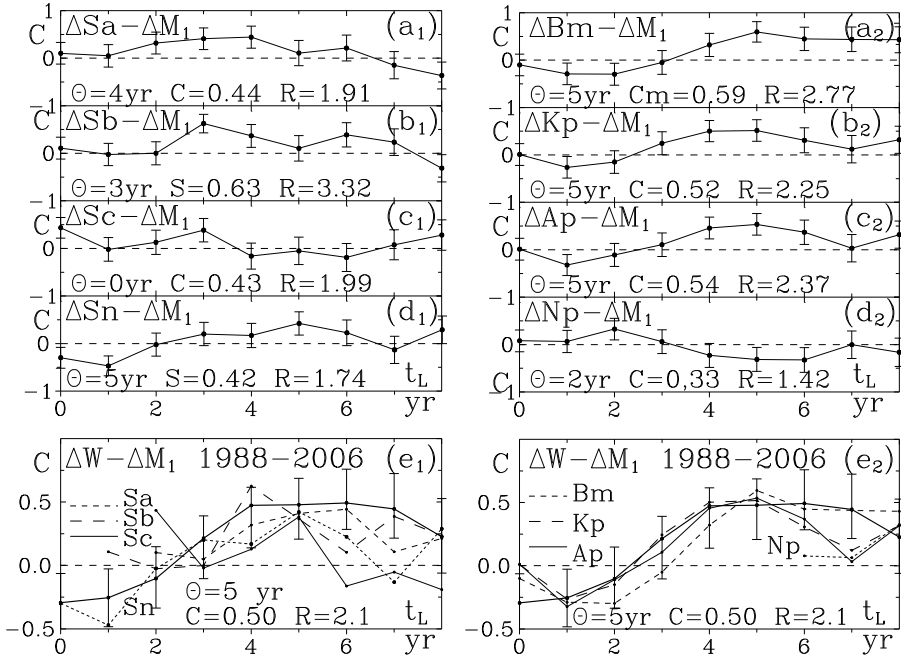 C ΔSa−ΔM₁ (a₁)
0
Θ=4yr C=0.44 R=1.91
−1
ΔSb−ΔM₁ (b₁)
0
Θ=3yr S=0.63 R=3.32
−1
C ΔSc−ΔM₁ (c₁)
0
Θ=0yr C=0.43 R=1.99
−1
C ΔSn−ΔM₁ (d₁)
0
Θ=5yr S=0.42 R=1.74 t_L
−1
0 2 4 6 yr
1
C ΔBm−ΔM₁ (a₂)
0
Θ=5yr Cm=0.59 R=2.77
−1
C ΔKp−ΔM₁ (b₂)
0
Θ=5yr C=0.52 R=2.25
−1
C ΔAp−ΔM₁ (c₂)
0
Θ=5yr C=0.54 R=2.37
−1
ΔNp−ΔM₁ (d₂)
0
Θ=2yr C=0,33 R=1.42 t_L
C −1
0 2 4 6 yr
C ΔW−ΔM₁ 1988−2006 (e₁)
Sa
0.5 Sb
Sc
0.0
Θ=5 yr
Sn C=0.50 R=2.1 t_L
−0.5
0 2 4 6 yr
C ΔW−ΔM₁ 1988−2006 (e₂)
Bm
0.5 Kp
Ap Np
0.0
Θ=5yr C=0.50 R=2.1 t_L
−0.5
0 2 4 6 yr